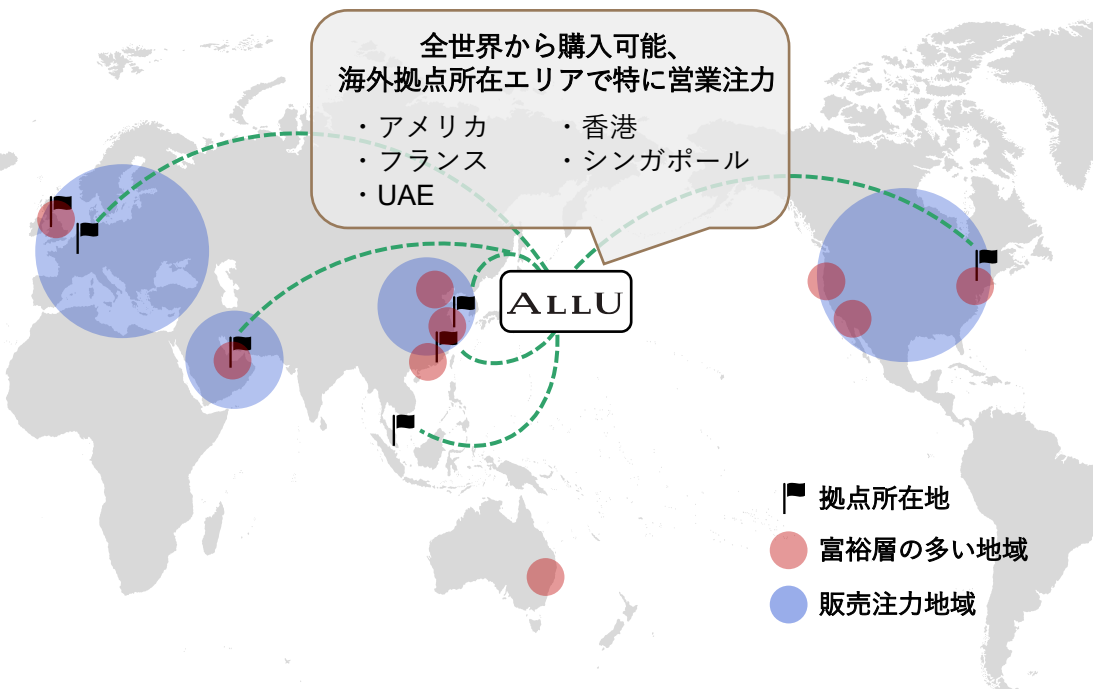 全世界から購入可能、
海外拠点所在エリアで特に営業注力
・アメリカ
・フランス
・UAE
・香港
・シンガポール
ALLU
拠点所在地
富裕層の多い地域
販売注力地域